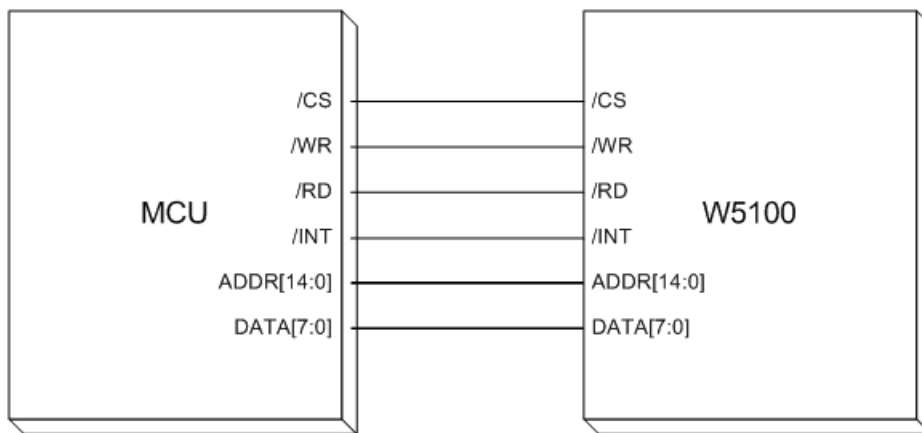 /CS /CS
/WR /WR
/RD /RD
MCU W5100
/INT /INT
ADDR[14:0] ADDR[14:0]
DATA[7:0] DATA[7:0]